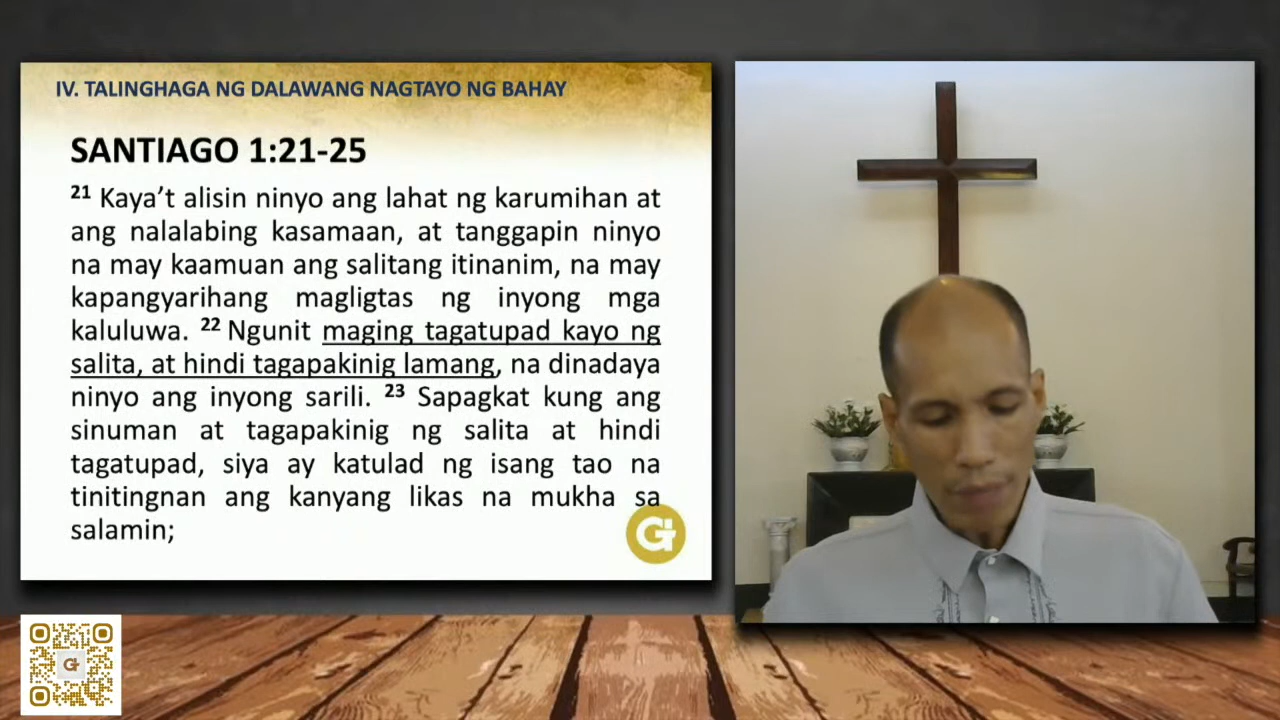 IV. TALINGHAGA NG DALAWANG NAGTAYO NG BAHAY
SANTIAGO 1:21-25
21 Kaya’t alisin ninyo ang lahat ng karumihan at
ang nalalabing kasamaan, at tanggapin ninyo
na may kaamuan ang salitang itinanim, na may
kapangyarihang magligtas ng inyong mga
kaluluwa. 22 Ngunit maging tagatupad kayo ng
salita, at hindi tagapakinig lamang, na dinadaya
ninyo ang inyong sarili. 23 Sapagkat kung ang
sinuman at tagapakinig ng salita at hindi
tagatupad, siya ay katulad ng isang tao na
tinitingnan ang kanyang likas na mukha sa
salamin;